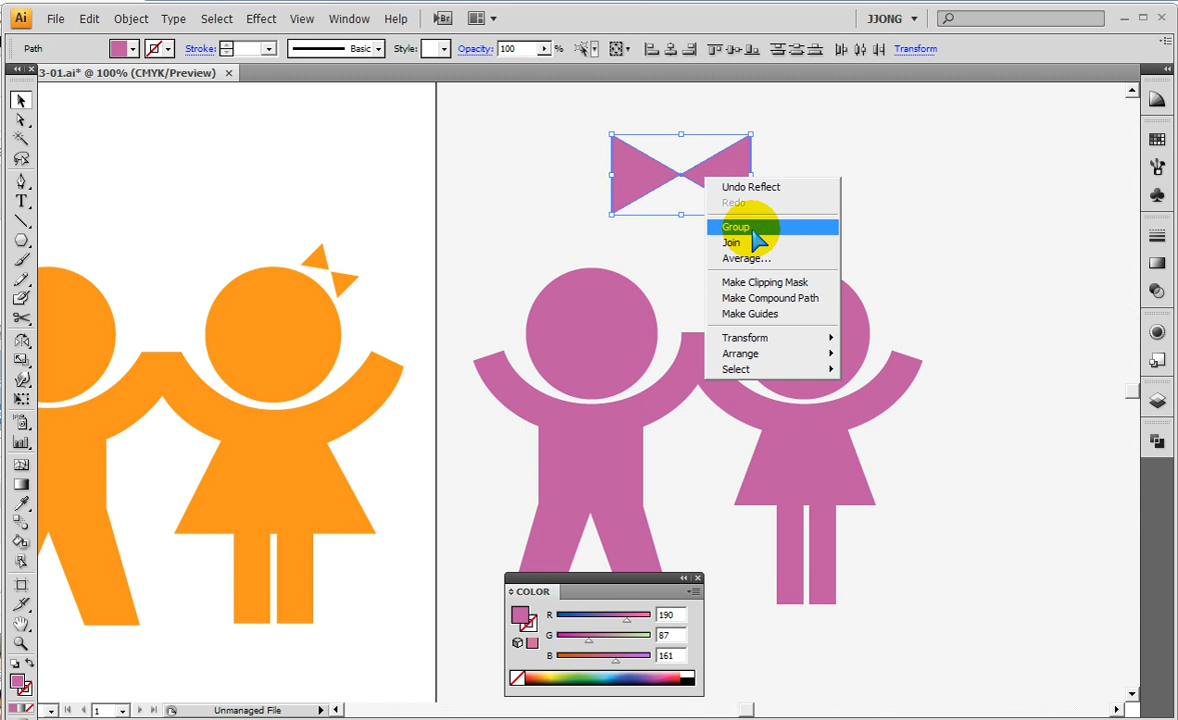 Ai File Edit Object Type Select Effect View Window Help Br JJONG
Path Stroke: Basic Style: Opacity: 100 % Transform
3-01.ai* @ 100% (CMYK/Preview)
Undo Reflect
Redo
Group
Join
Average...
Make Clipping Mask
Make Compound Path
Make Guides
Transform
Arrange
Select
COLOR
R 190
G 87
B 161
1 Unmanaged File